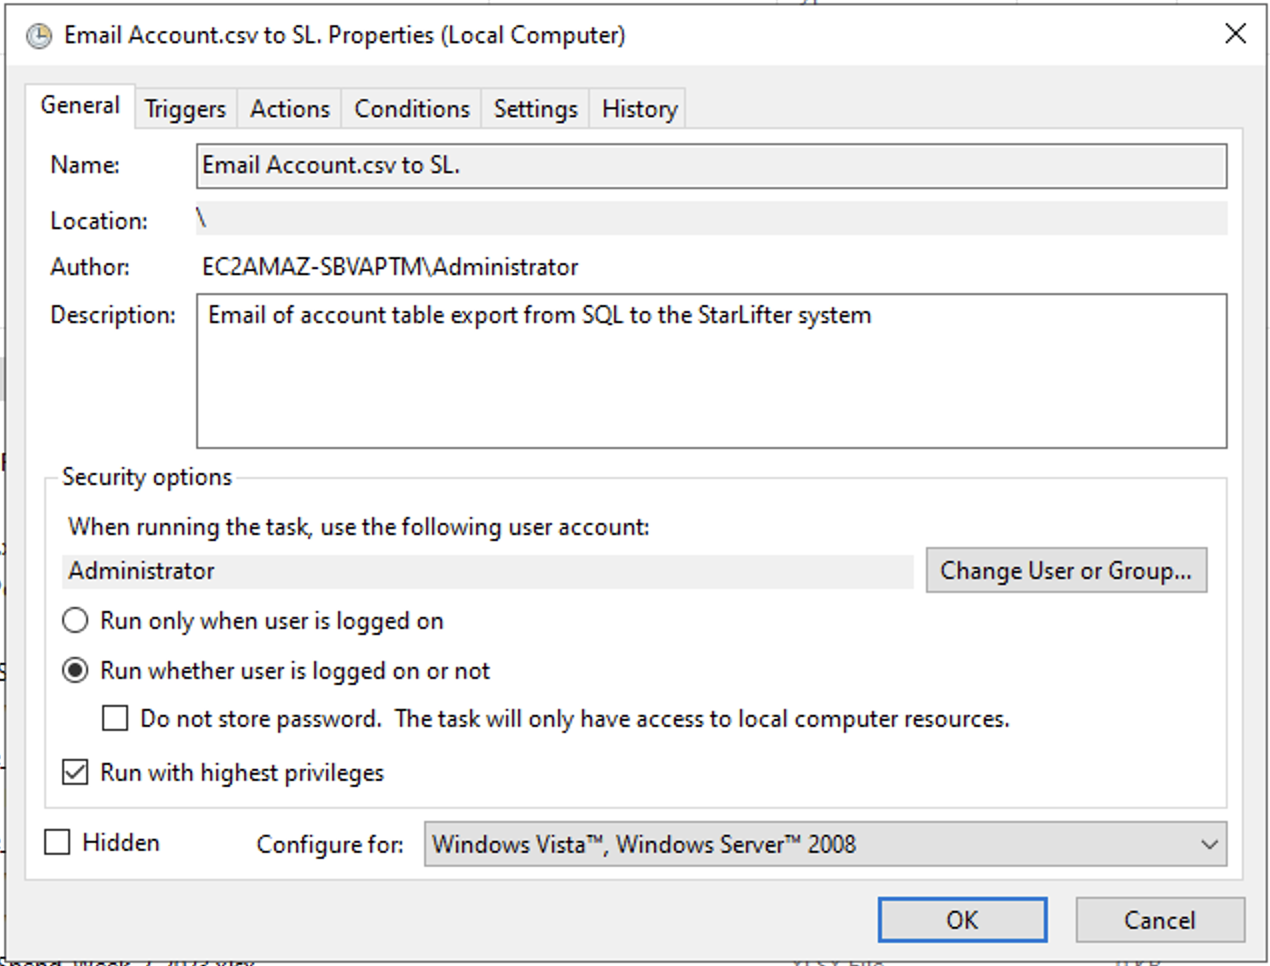 Email Account.csv to SL. Properties (Local Computer)
General Triggers Actions Conditions Settings History
Name: Email Account.csv to SL.
Location: \
Author: EC2AMAZ-SBVAPTM\Administrator
Description: Email of account table export from SQL to the StarLifter system
Security options
When running the task, use the following user account:
Administrator Change User or Group...
Run only when user is logged on
Run whether user is logged on or not
Do not store password. The task will only have access to local computer resources.
Run with highest privileges
Hidden Configure for: Windows Vista™, Windows Server™ 2008
OK Cancel